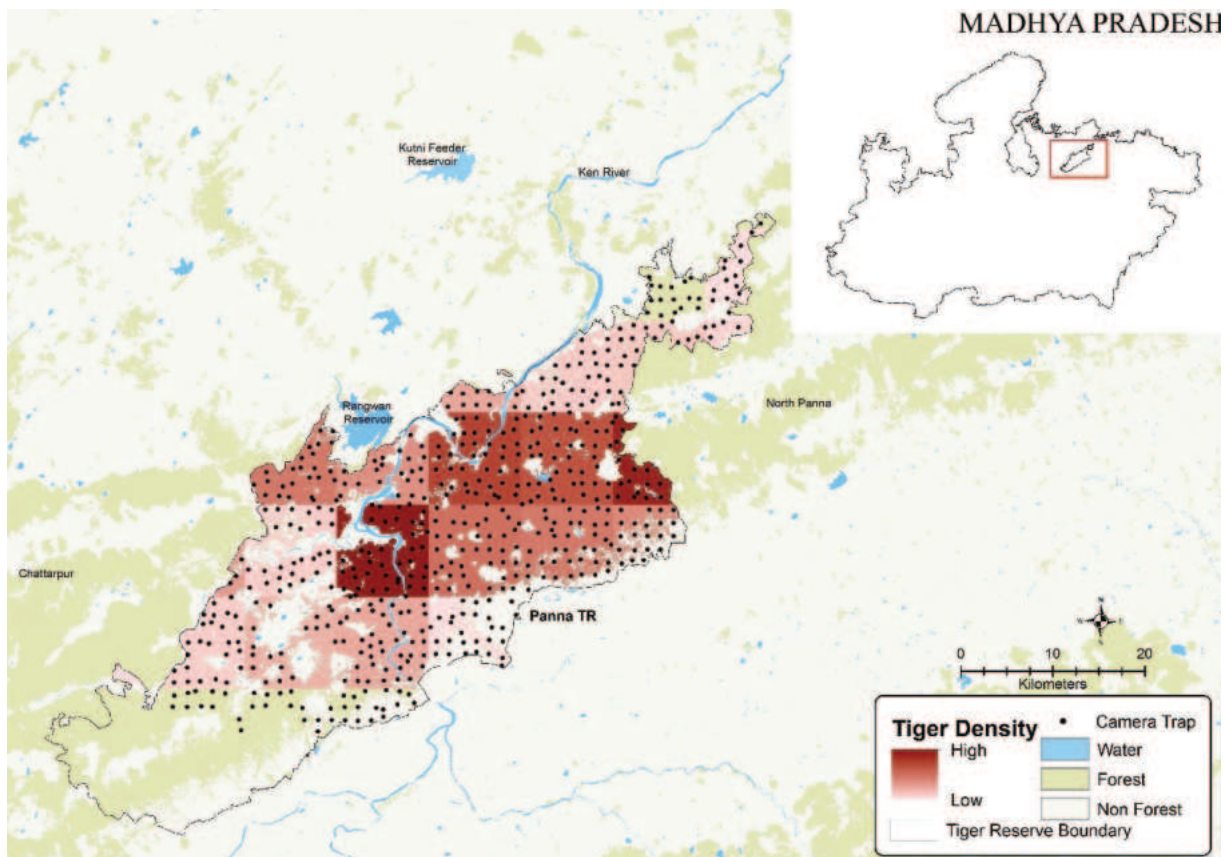 MADHYA PRADESH
Kutni Feeder
Reservoir
Ken River
Rangwan
Reservoir
North Panna
Chattarpur
Panna TR
N
W
E
S
0
10
20
Kilometers
Tiger Density
High
Low
Tiger Reserve Boundary
Camera Trap
Water
Forest
Non Forest